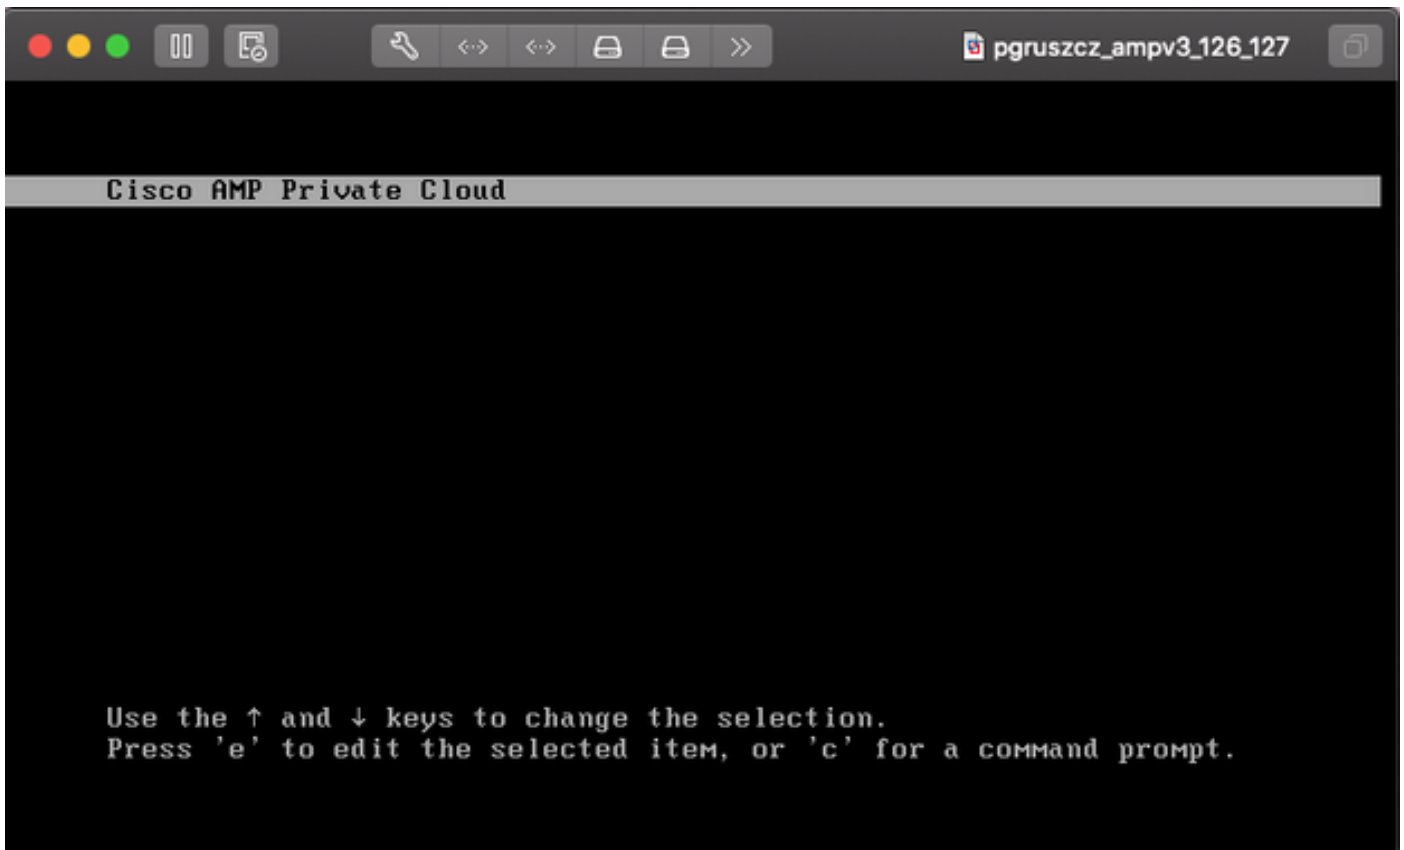 pgruszcz_ampv3_126_127
Cisco AMP Private Cloud
Use the ↑ and ↓ keys to change the selection.
Press 'e' to edit the selected item, or 'c' for a command prompt.